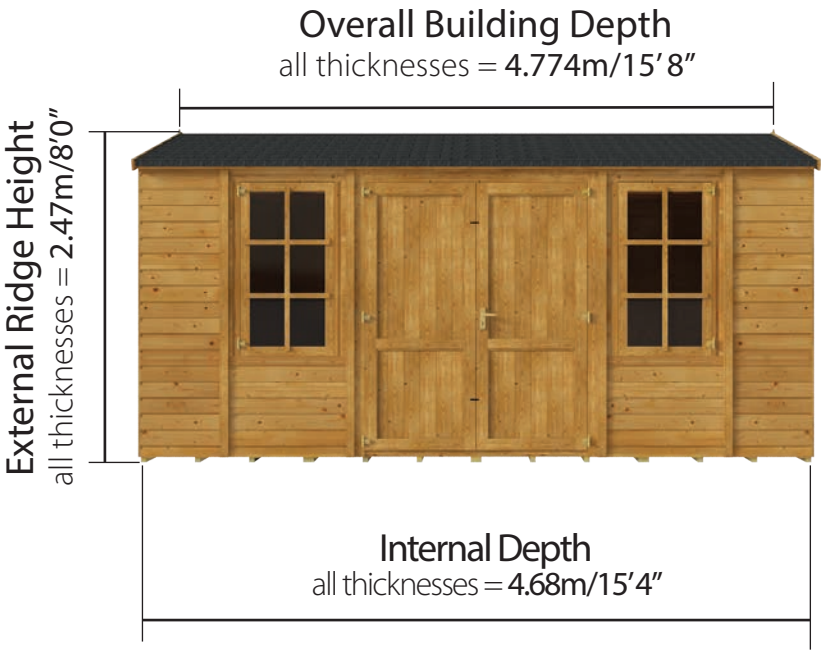 Overall Building Depth
all thicknesses = 4.774m/15’8”
External Ridge Height
all thicknesses = 2.47m/8’0”
Internal Depth
all thicknesses = 4.68m/15’4”